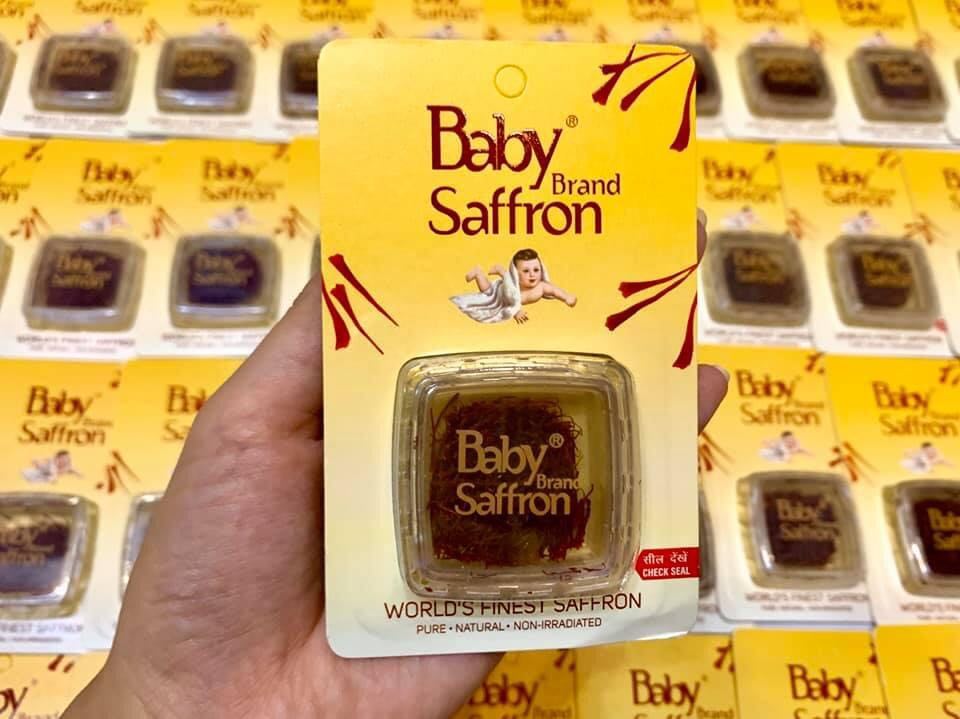 Baby®
Brand
Saffron
Baby®
Brand
Saffron
सील देखें
CHECK SEAL
WORLD'S FINEST SAFFRON
PURE • NATURAL • NON-IRRADIATED